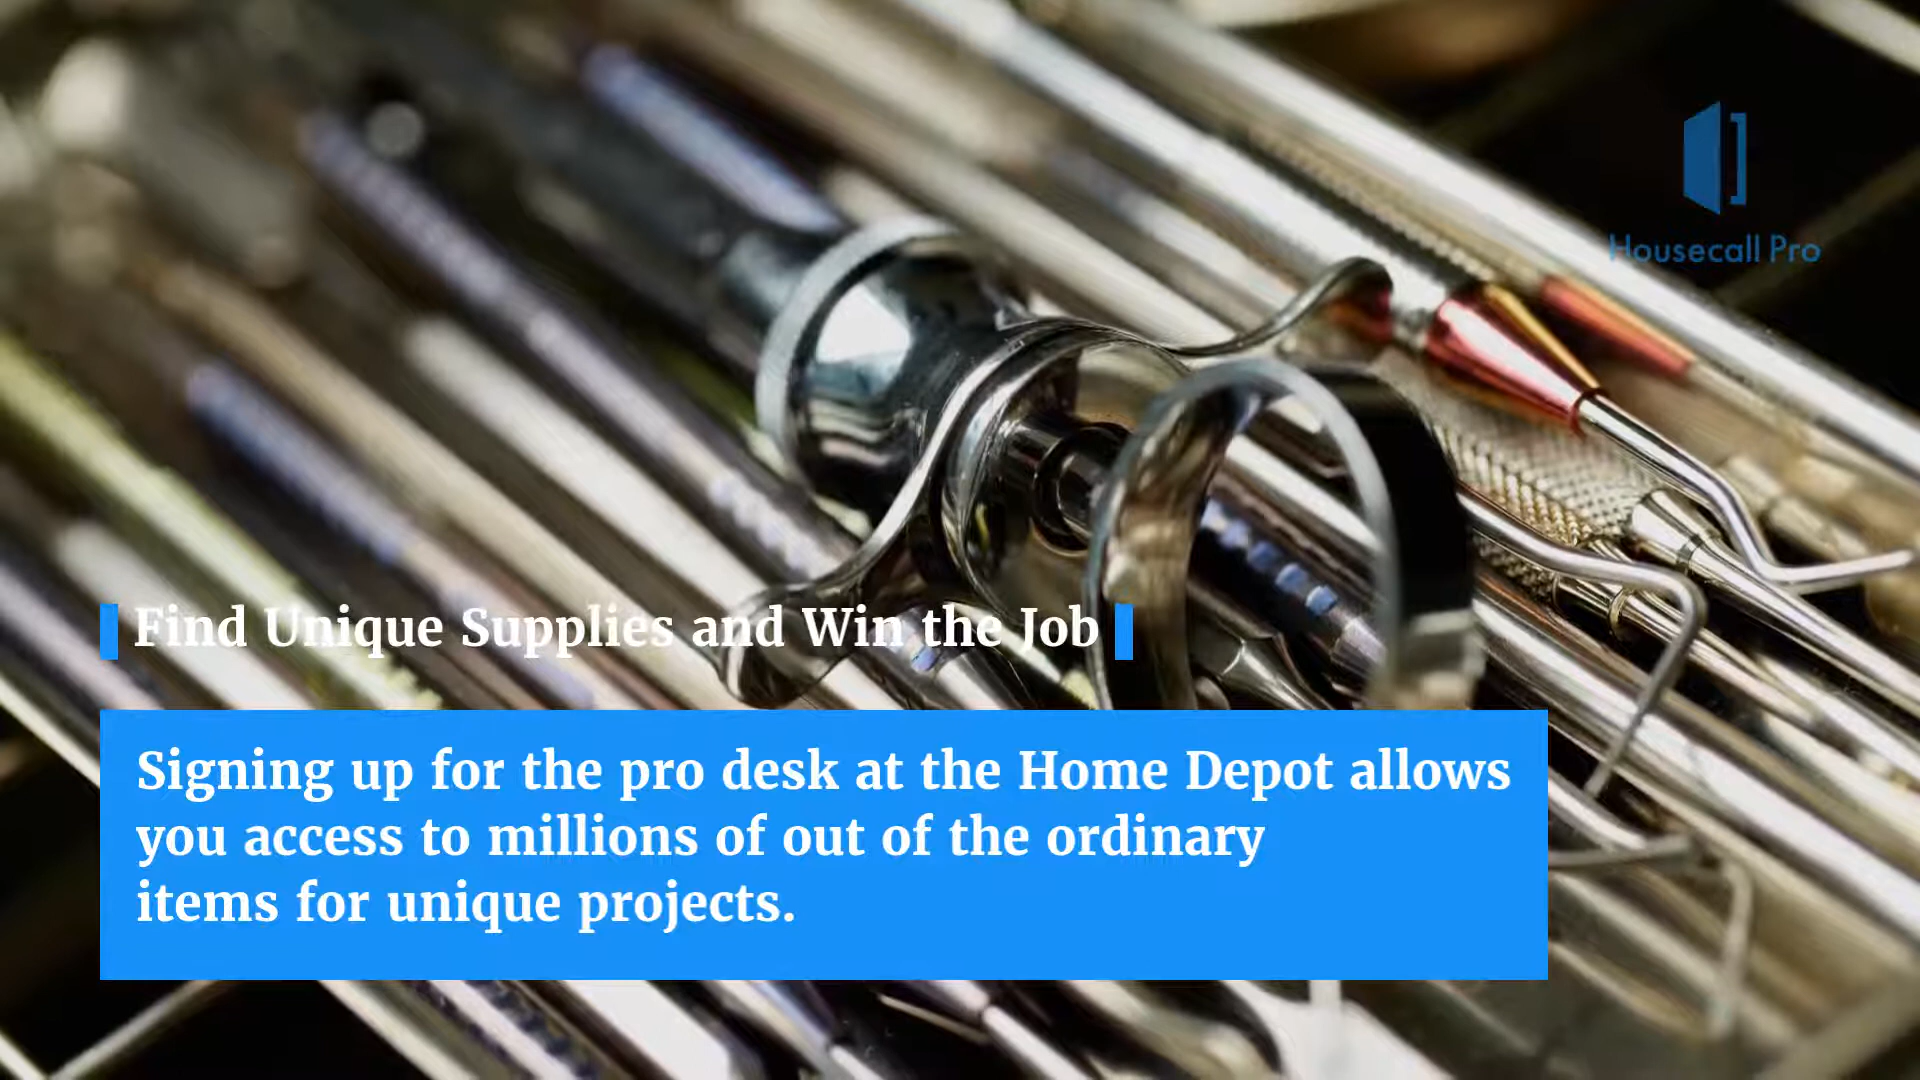 Housecall Pro
Find Unique Supplies and Win the Job
Signing up for the pro desk at the Home Depot allows
you access to millions of out of the ordinary
items for unique projects.